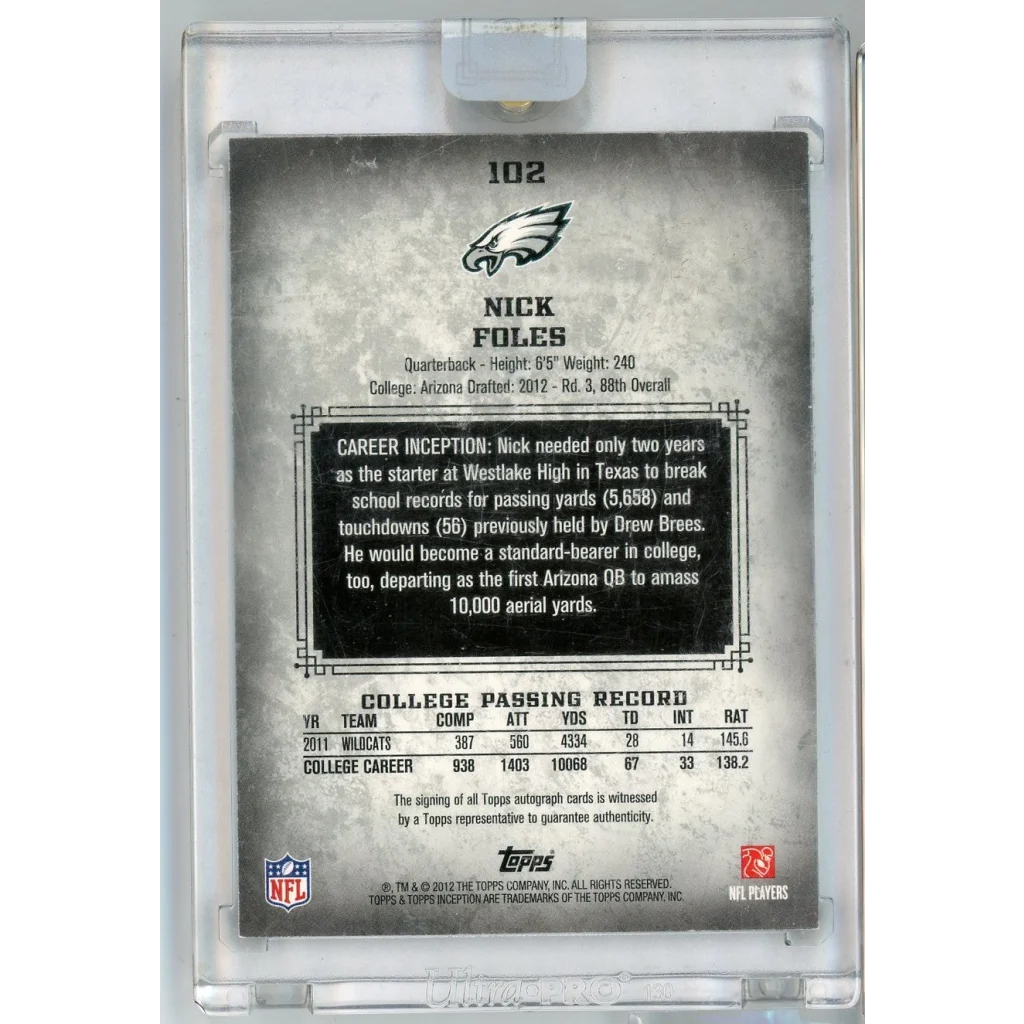 102
NICK
FOLES
Quarterback - Height: 6'5" Weight: 240
College: Arizona Drafted: 2012 - Rd. 3, 88th Overall
CAREER INCEPTION: Nick needed only two years
as the starter at Westlake High in Texas to break
school records for passing yards (5,658) and
touchdowns (56) previously held by Drew Brees.
He would become a standard-bearer in college,
too, departing as the first Arizona QB to amass
10,000 aerial yards.
COLLEGE PASSING RECORD
YR TEAM COMP ATT YDS TD INT RAT
2011 WILDCATS 387 560 4334 28 14 145.6
COLLEGE CAREER 938 1403 10068 67 33 138.2
The signing of all Topps autograph cards is witnessed
by a Topps representative to guarantee authenticity.
Topps
NFL
NFL PLAYERS
®, TM & © 2012 THE TOPPS COMPANY, INC. ALL RIGHTS RESERVED.
TOPPS & TOPPS INCEPTION ARE TRADEMARKS OF THE TOPPS COMPANY, INC.
Ultra·PRO® 130